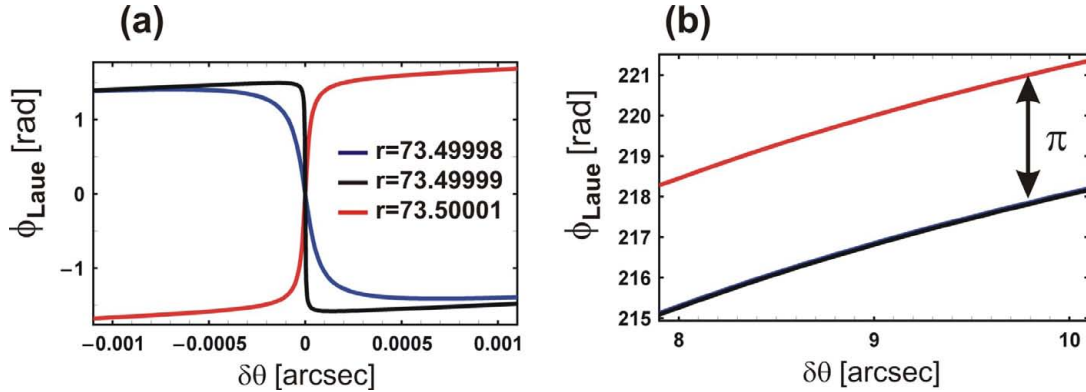 (a)
ϕLaue [rad]
1
0
−1
r=73.49998
r=73.49999
r=73.50001
−0.001
−0.0005
0
0.0005
0.001
δθ [arcsec]
(b)
ϕLaue [rad]
221
220
219
218
217
216
215
π
8
9
10
δθ [arcsec]